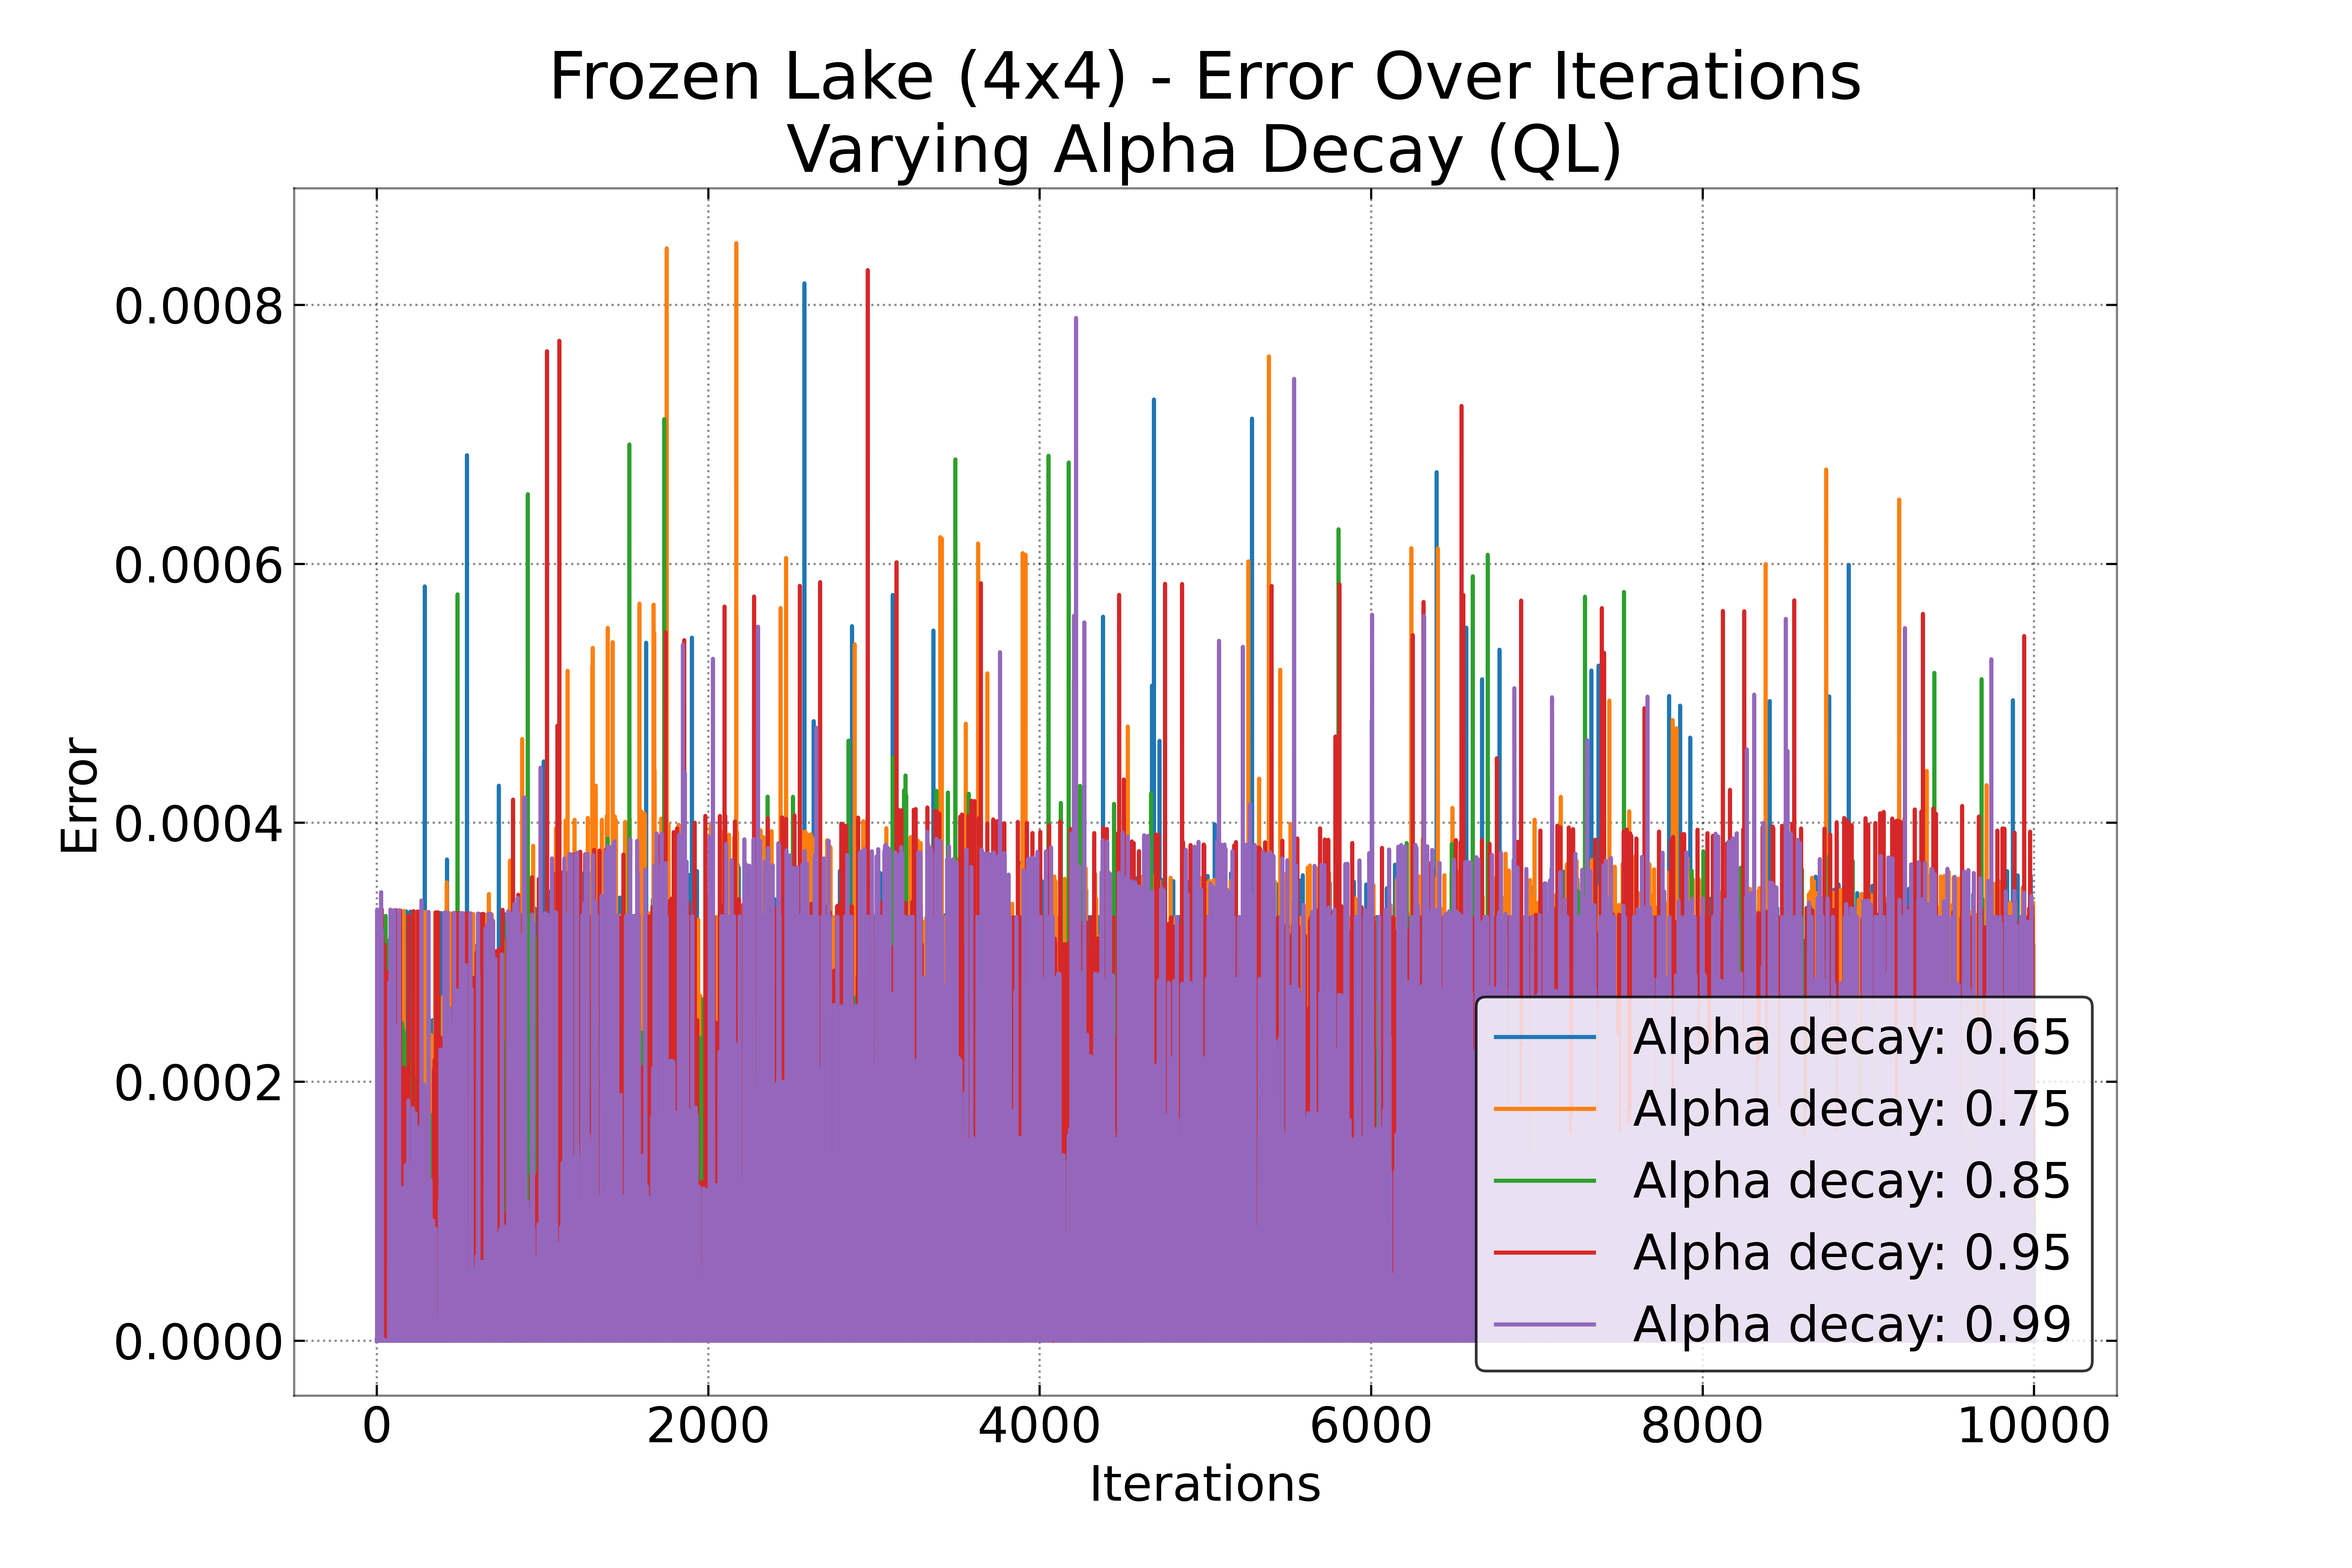 Frozen Lake (4x4) - Error Over Iterations
Varying Alpha Decay (QL)
Error
0.0008
0.0006
0.0004
0.0002
0.0000
Alpha decay: 0.65
Alpha decay: 0.75
Alpha decay: 0.85
Alpha decay: 0.95
Alpha decay: 0.99
0 2000 4000 6000 8000 10000
Iterations